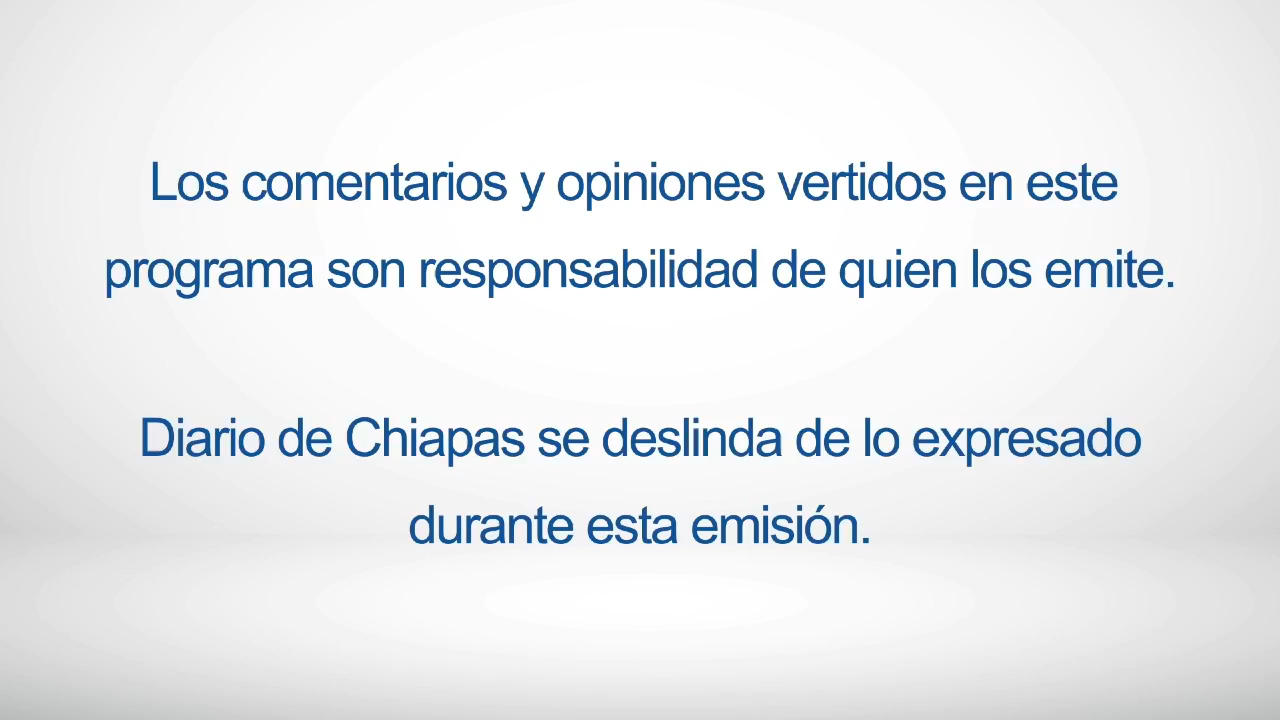 Los comentarios y opiniones vertidos en este
programa son responsabilidad de quien los emite.
Diario de Chiapas se deslinda de lo expresado
durante esta emisión.